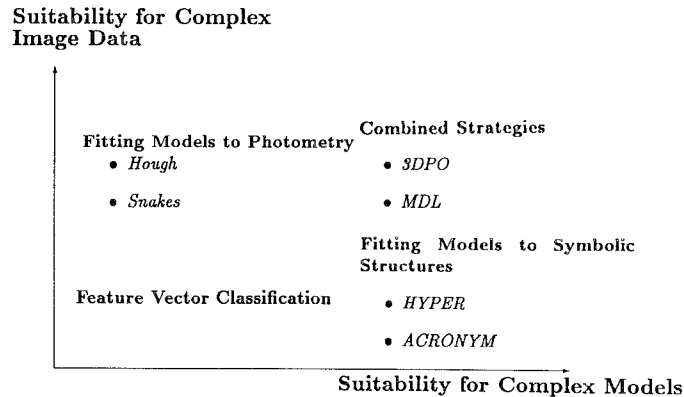 Suitability for Complex
Image Data
Fitting Models to Photometry
• Hough
• Snakes
Combined Strategies
• 3DPO
• MDL
Feature Vector Classification
Fitting Models to Symbolic
Structures
• HYPER
• ACRONYM
Suitability for Complex Models